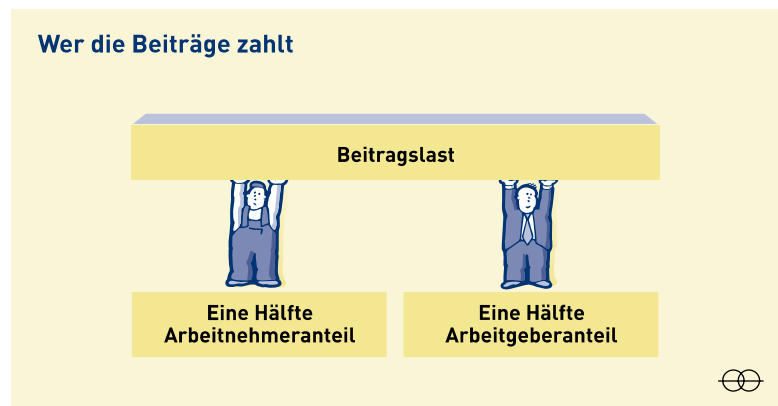 Wer die Beiträge zahlt
Beitragslast
Eine Hälfte
Arbeitnehmeranteil
Eine Hälfte
Arbeitgeberanteil